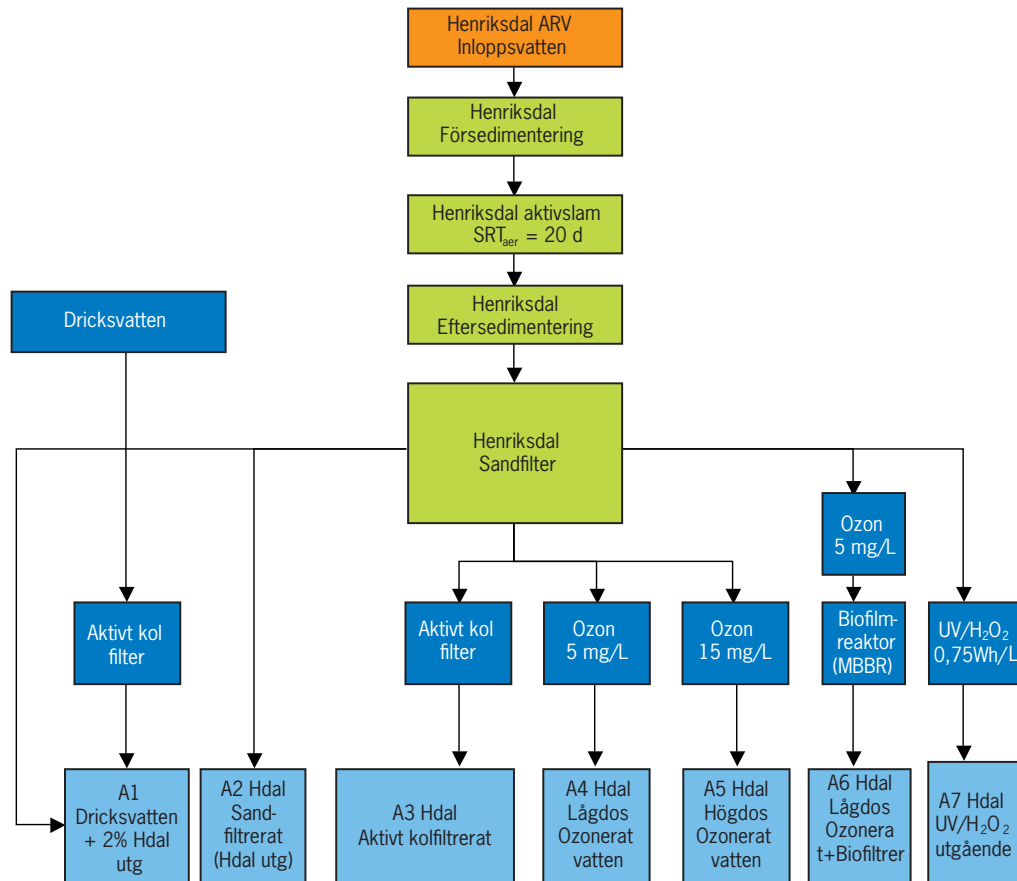 Henriksdal ARV
Inloppsvatten
Henriksdal
Försedimentering
Henriksdal aktivslam
SRTaer = 20 d
Henriksdal
Eftersedimentering
Dricksvatten
Henriksdal
Sandfilter
Ozon
5 mg/L
Aktivt kol
filter
Aktivt kol
filter
Ozon
5 mg/L
Ozon
15 mg/L
Biofilm-
reaktor
(MBBR)
UV/H₂O₂
0,75Wh/L
A1
Dricksvatten
+ 2% Hdal
utg
A2 Hdal
Sand-
filtrerat
(Hdal utg)
A3 Hdal
Aktivt kolfiltrerat
A4 Hdal
Lågdos
Ozonerat
vatten
A5 Hdal
Högdos
Ozonerat
vatten
A6 Hdal
Lågdos
Ozonera
t+Biofiltrer
A7 Hdal
UV/H₂O₂
utgående